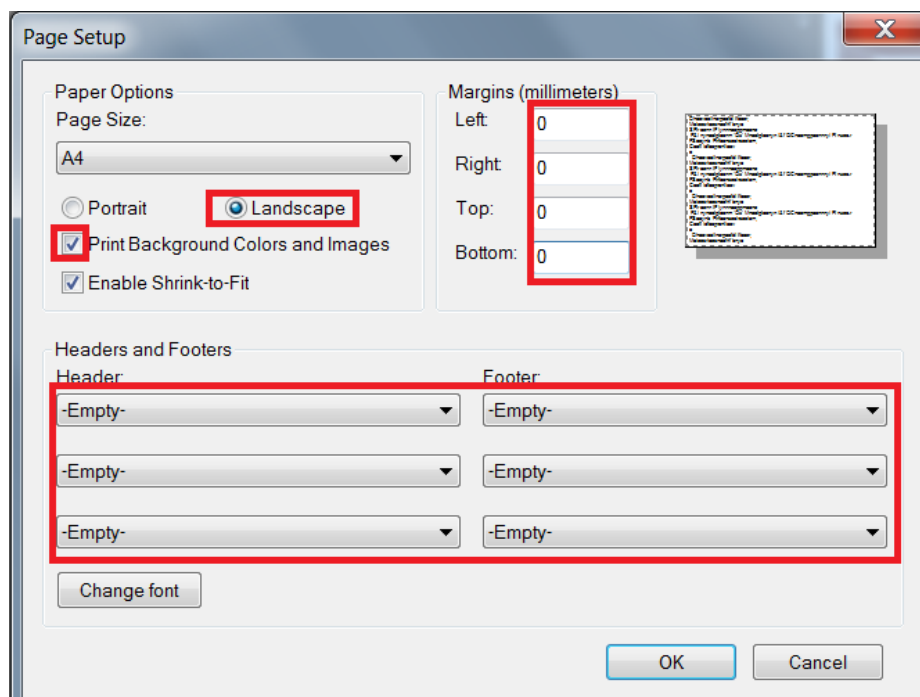 Page Setup
Paper Options
Page Size:
A4
Portrait
Landscape
Print Background Colors and Images
Enable Shrink-to-Fit
Margins (millimeters)
Left:
0
Right:
0
Top:
0
Bottom:
0
Headers and Footers
Header:
Footer:
-Empty-
-Empty-
-Empty-
-Empty-
-Empty-
-Empty-
Change font
OK
Cancel